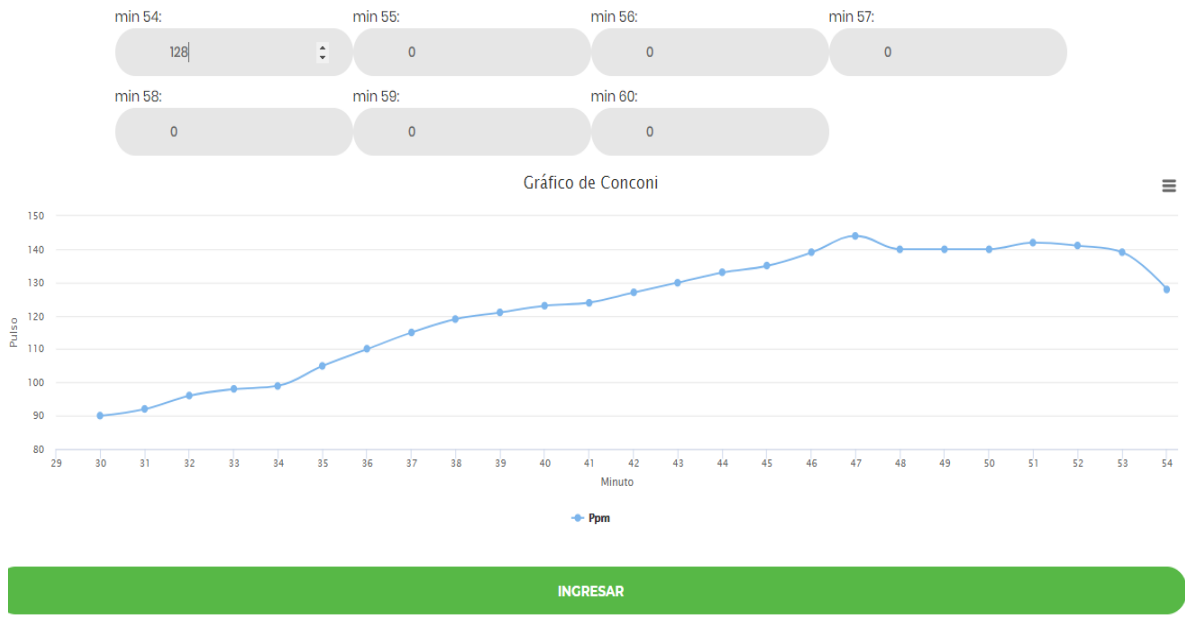 min 54: min 55: min 56: min 57:
128 0 0 0
min 58: min 59: min 60:
0 0 0
Gráfico de Conconi
150
140
130
120
110
100
90
80
Pulso
29 30 31 32 33 34 35 36 37 38 39 40 41 42 43 44 45 46 47 48 49 50 51 52 53 54
Minuto
Ppm
INGRESAR